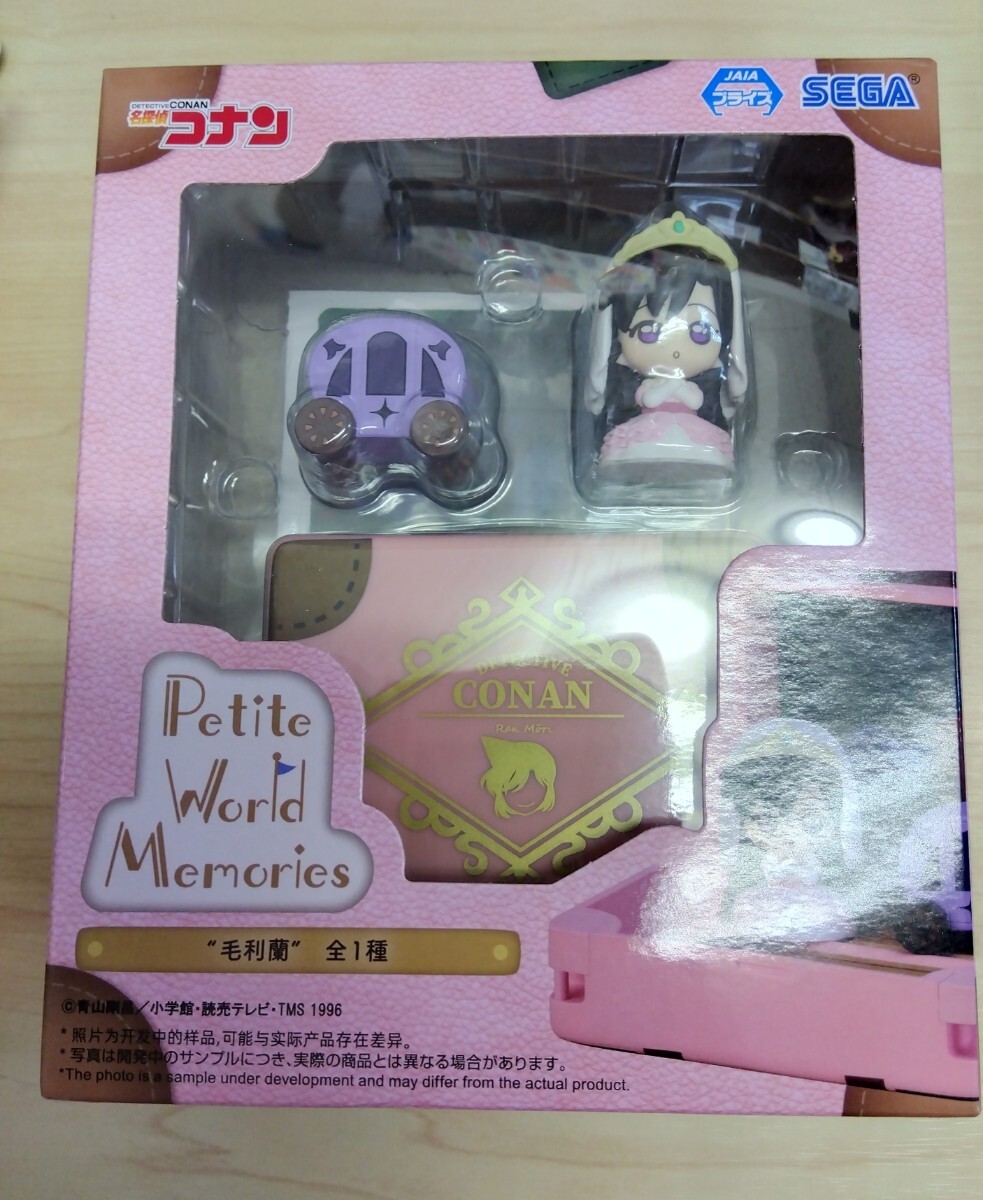 DETECTIVE CONAN
名探偵
コナン
JAIA
プライズ
SEGA®
DETECTIVE
CONAN
Ran Mōri
Petite
World
Memories
“毛利蘭” 全1種
©青山剛昌／小学館・読売テレビ・TMS 1996
* 照片为开发中的样品,可能与实际产品存在差异。
* 写真は開発中のサンプルにつき、実際の商品とは異なる場合があります。
*The photo is a sample under development and may differ from the actual product.